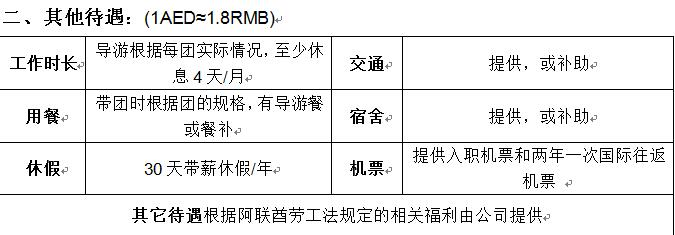 二、其他待遇：(1AED≈1.8RMB)
工作时长
导游根据每团实际情况，至少休
息 4 天/月
交通
提供，或补助
用餐
带团时根据团的规格，有导游餐
或餐补
宿舍
提供，或补助
休假
30 天带薪休假/年
机票
提供入职机票和两年一次国际往返
机票
其它待遇根据阿联酋劳工法规定的相关福利由公司提供